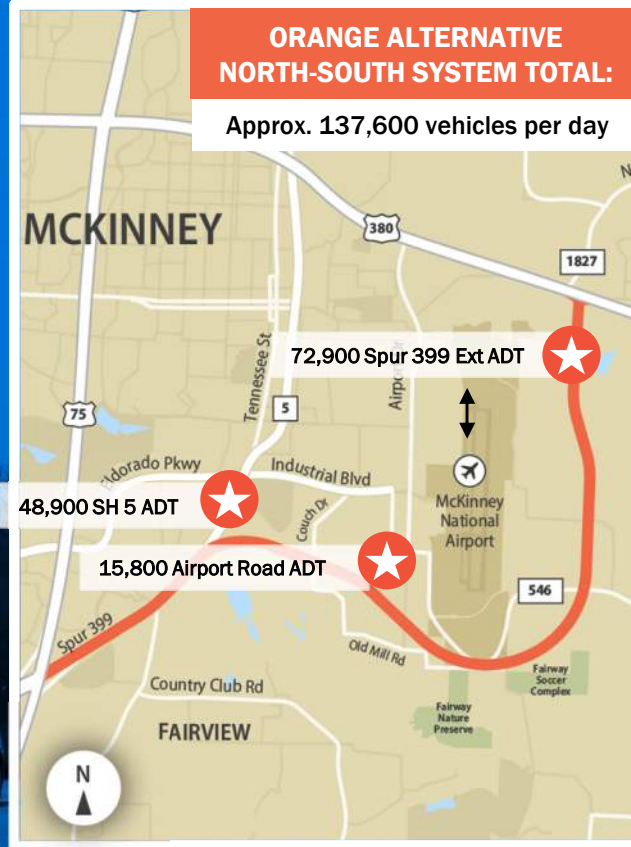 ORANGE ALTERNATIVE
NORTH-SOUTH SYSTEM TOTAL:
Approx. 137,600 vehicles per day
N
MCKINNEY
380
1827
Tennessee St
72,900 Spur 399 Ext ADT
Airport Dr
75
5
Eldorado Pkwy
Industrial Blvd
McKinney
National
Airport
48,900 SH 5 ADT
Couch Dr
15,800 Airport Road ADT
546
Spur 399
Old Mill Rd
Fairway
Soccer
Complex
Country Club Rd
Fairway
Nature
Preserve
FAIRVIEW
N